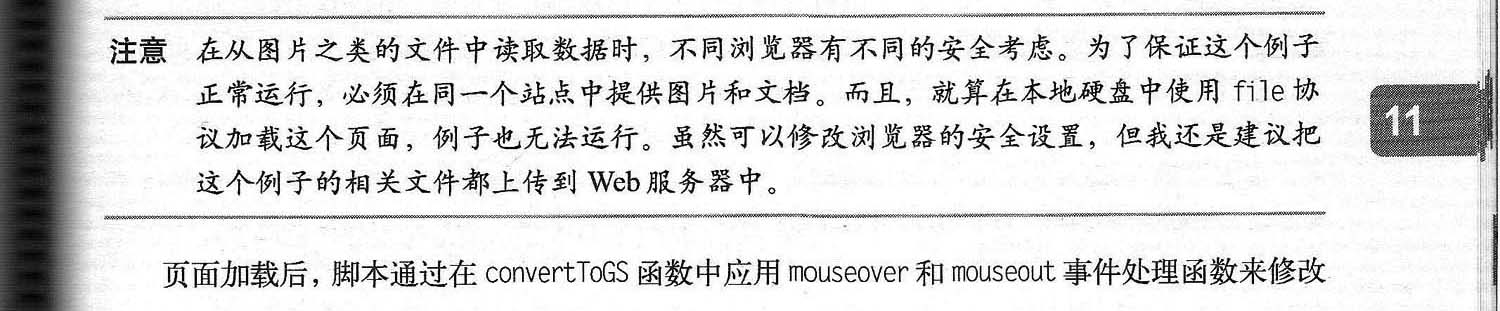 注意 在从图片之类的文件中读取数据时，不同浏览器有不同的安全考虑。为了保证这个例子
正常运行，必须在同一个站点中提供图片和文档。而且，就算在本地硬盘中使用 file 协
议加载这个页面，例子也无法运行。虽然可以修改浏览器的安全设置，但我还是建议把
这个例子的相关文件都上传到 Web 服务器中。
11
页面加载后，脚本通过在 convertToGS 函数中应用 mouseover 和 mouseout 事件处理函数来修改